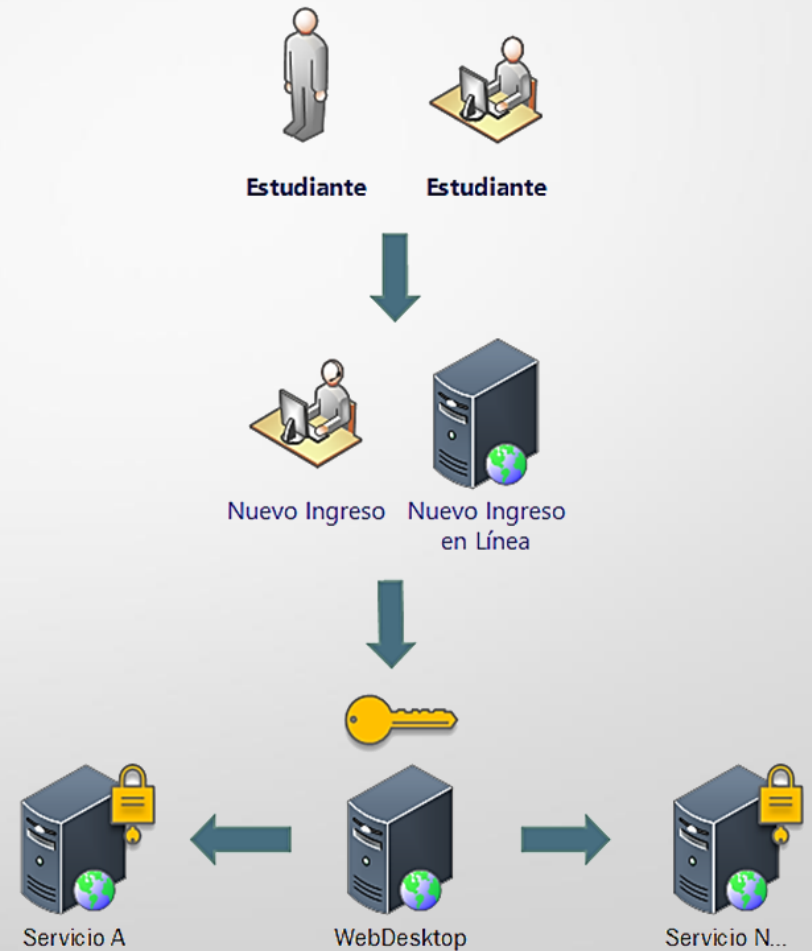 Estudiante Estudiante
Nuevo Ingreso Nuevo Ingreso
en Línea
Servicio A WebDesktop Servicio N...